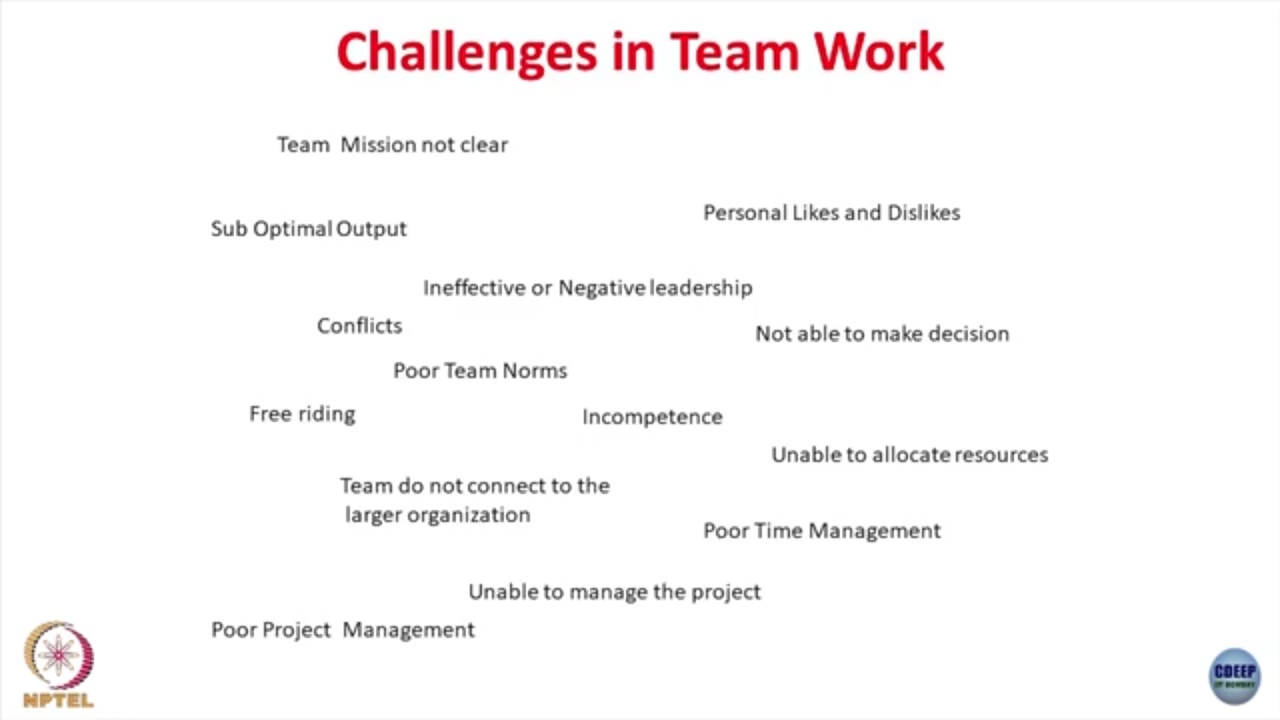 Challenges in Team Work
Team Mission not clear
Personal Likes and Dislikes
Sub Optimal Output
Ineffective or Negative leadership
Conflicts
Not able to make decision
Poor Team Norms
Free riding
Incompetence
Unable to allocate resources
Team do not connect to the
larger organization
Poor Time Management
Unable to manage the project
Poor Project Management
NPTEL
CDEEP
IIT BOMBAY